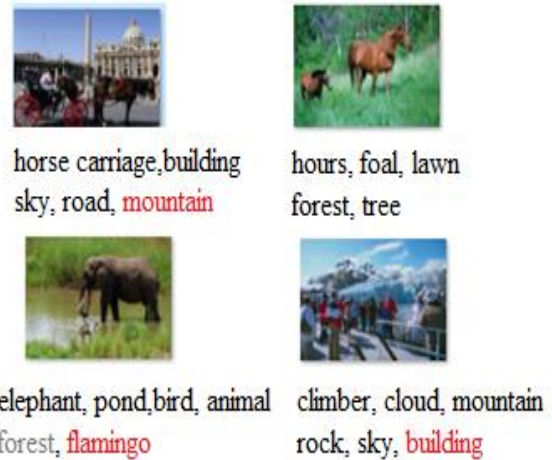 horse carriage,building
sky, road, mountain
hours, foal, lawn
forest, tree
elephant, pond,bird, animal
forest, flamingo
climber, cloud, mountain
rock, sky, building